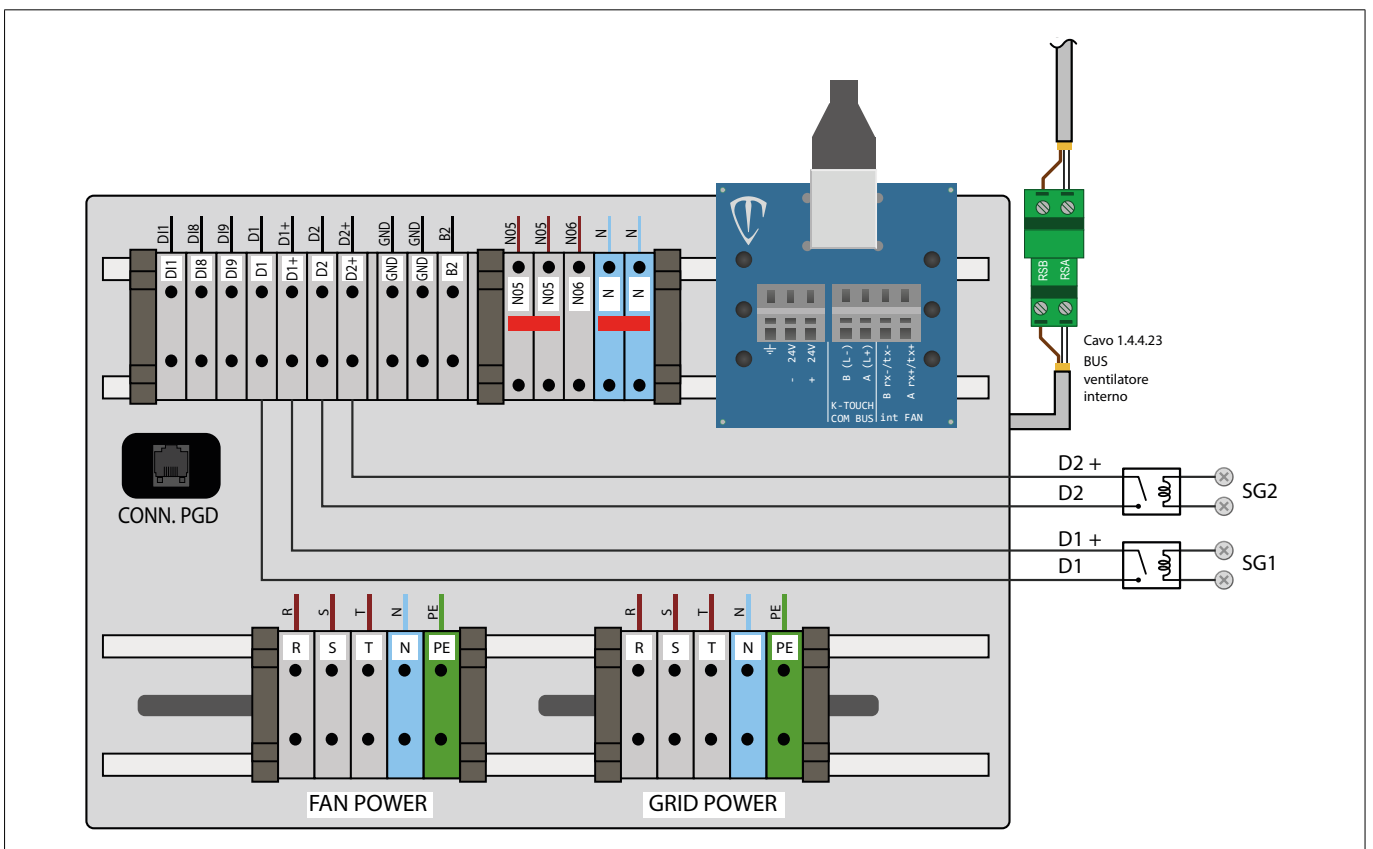 DI1 DI8 DI9 D1 D1+ D2 D2+ GND GND B2 N05 N05 N06 N N
DI1 DI8 DI9 D1 D1+ D2 D2+ GND GND B2 N05 N05 N06 N N
RSB RSA
- 24V + 24V B (L-) A (L+) B rx-/tx- A rx+/tx+
K-TOUCH
COM BUS int FAN
Cavo 1.4.4.23
BUS
ventilatore
interno
CONN. PGD
D2 +
D2
SG2
D1 +
D1
SG1
R S T N PE R S T N PE
R S T N PE R S T N PE
FAN POWER GRID POWER